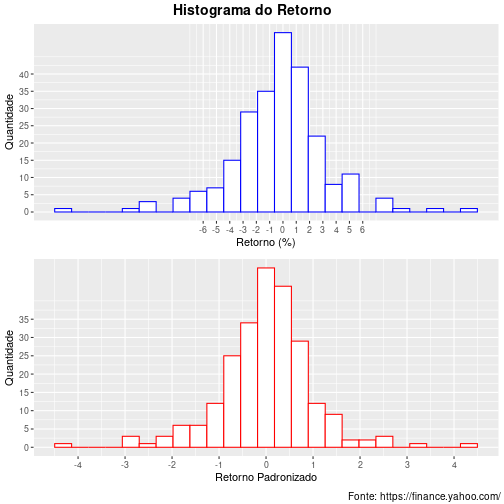 Histograma do Retorno
Quantidade
40
35
30
25
20
15
10
5
0
-6 -5 -4 -3 -2 -1 0 1 2 3 4 5 6
Retorno (%)
Quantidade
35
30
25
20
15
10
5
0
-4 -3 -2 -1 0 1 2 3 4
Retorno Padronizado
Fonte: https://finance.yahoo.com/